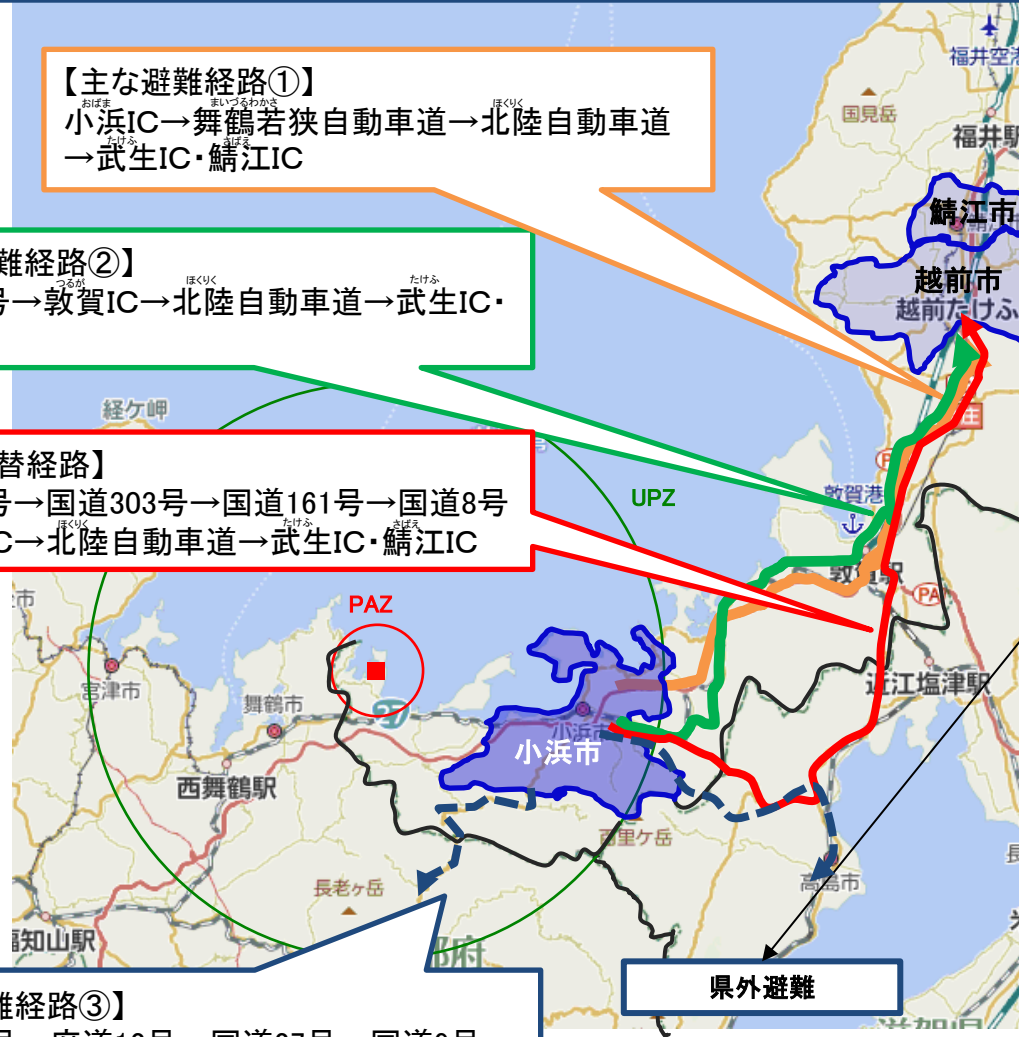 【主な避難経路①】
小浜IC→舞鶴若狭自動車道→北陸自動車道
→武生IC・鯖江IC
難経路②】
号→敦賀IC→北陸自動車道→武生IC・
替経路】
号→国道303号→国道161号→国道8号
C→北陸自動車道→武生IC・鯖江IC
難経路③】
県外避難
UPZ
PAZ
国見岳
福井駅
鯖江市
越前市
越前たけふ
経ケ岬
敦賀港
敦賀駅
PA
宮津市
舞鶴市
西舞鶴駅
小浜市
小浜市
近江塩津駅
百里ケ岳
高島市
長老ヶ岳
福知山駅
滋賀県